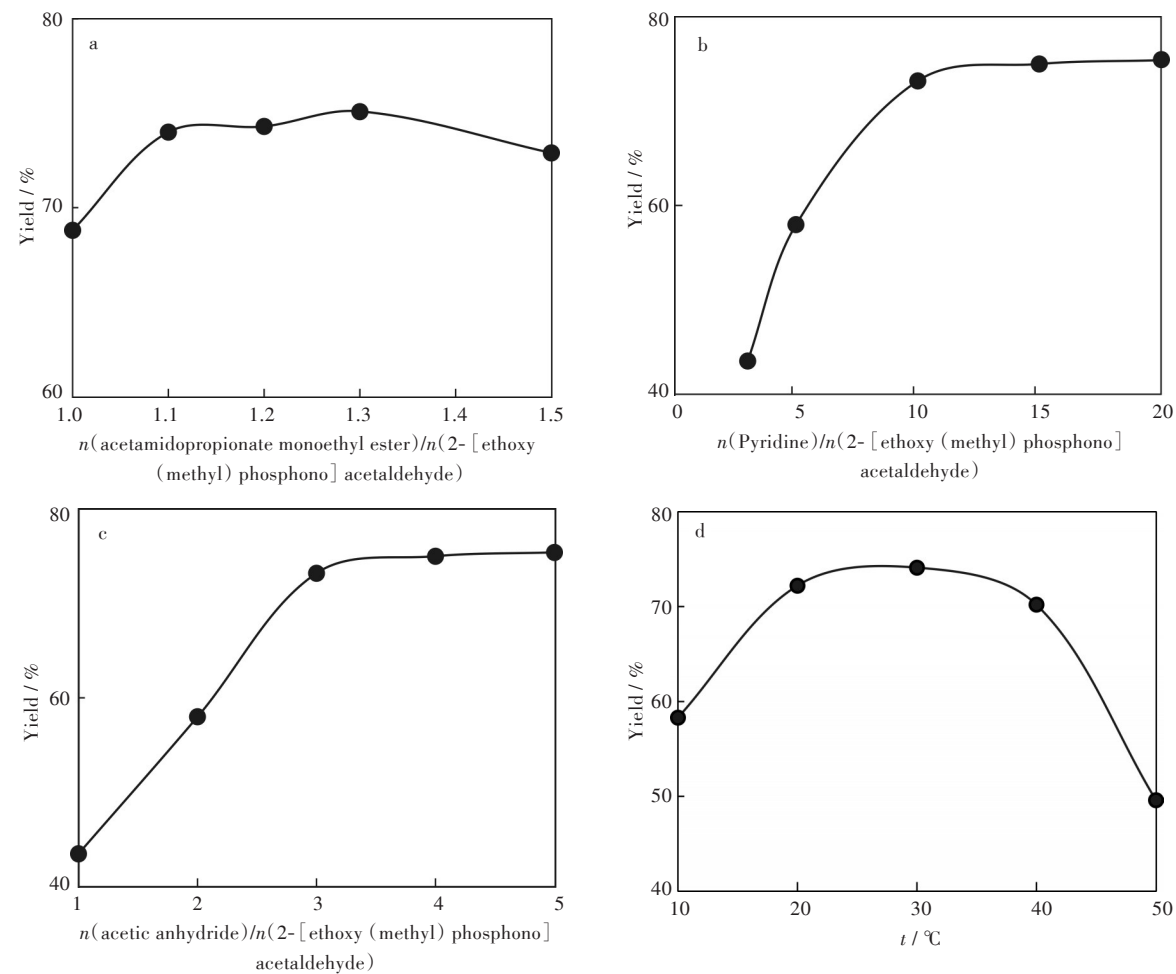 80
a
70
60
Yield / %
1.0 1.1 1.2 1.3 1.4 1.5
n(acetamidopropionate monoethyl ester)/n(2-[ethoxy
(methyl) phosphono] acetaldehyde)
80
b
60
40
Yield / %
0 5 10 15 20
n(Pyridine)/n(2-[ethoxy (methyl) phosphono]
acetaldehyde)
80
c
60
40
Yield / %
1 2 3 4 5
n(acetic anhydride)/n(2-[ethoxy (methyl) phosphono]
acetaldehyde)
80
d
70
60
50
40
Yield / %
10 20 30 40 50
t / ℃